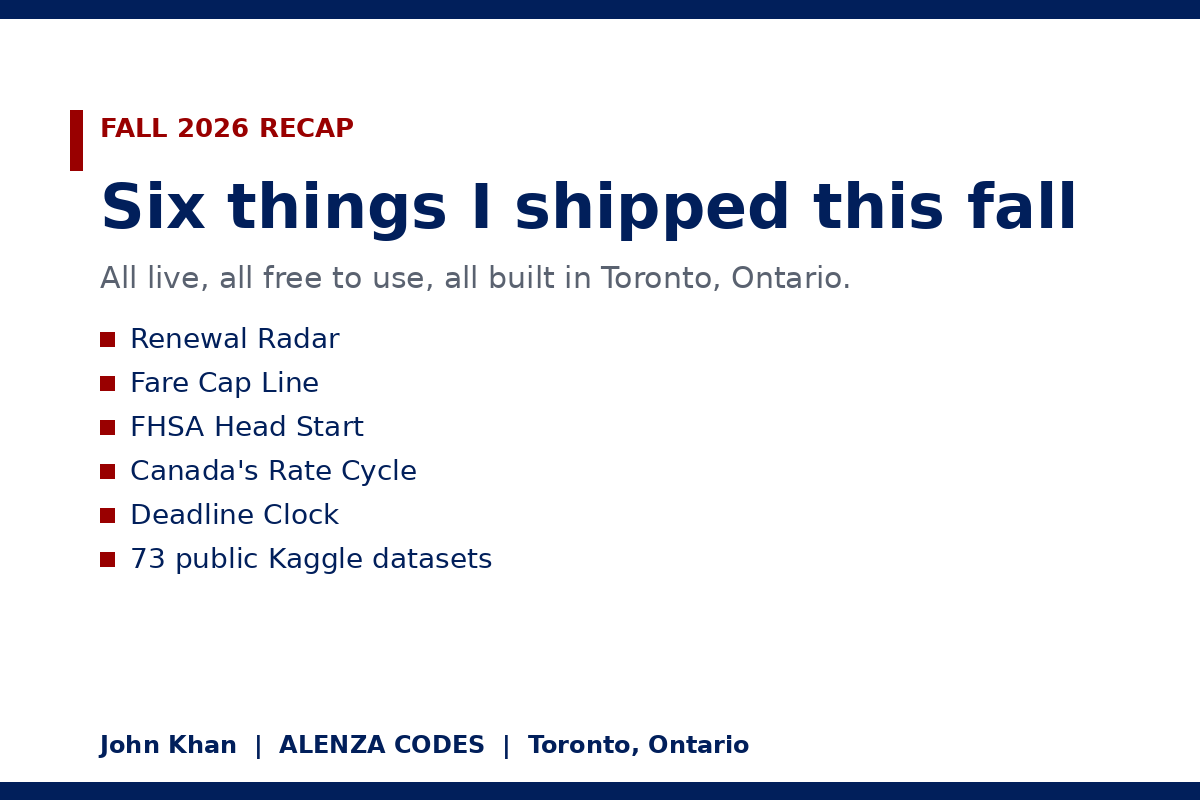 FALL 2026 RECAP
Six things I shipped this fall
All live, all free to use, all built in Toronto, Ontario.
Renewal Radar
Fare Cap Line
FHSA Head Start
Canada's Rate Cycle
Deadline Clock
73 public Kaggle datasets
John Khan | ALENZA CODES | Toronto, Ontario